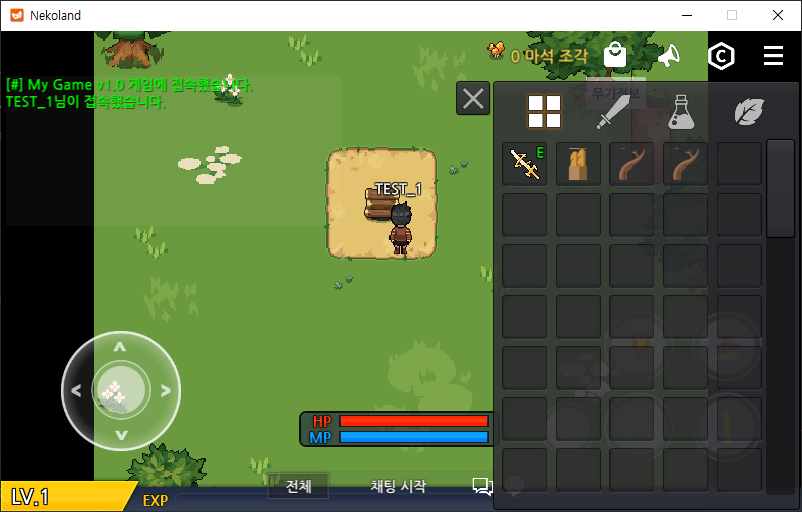 Nekoland
0 마석 조각
[#] My Game v1.0 게임에 접속했습니다.
TEST_1님이 접속했습니다.
무기정보
E
TEST_1
HP
MP
LV.1
EXP
전체
채팅 시작